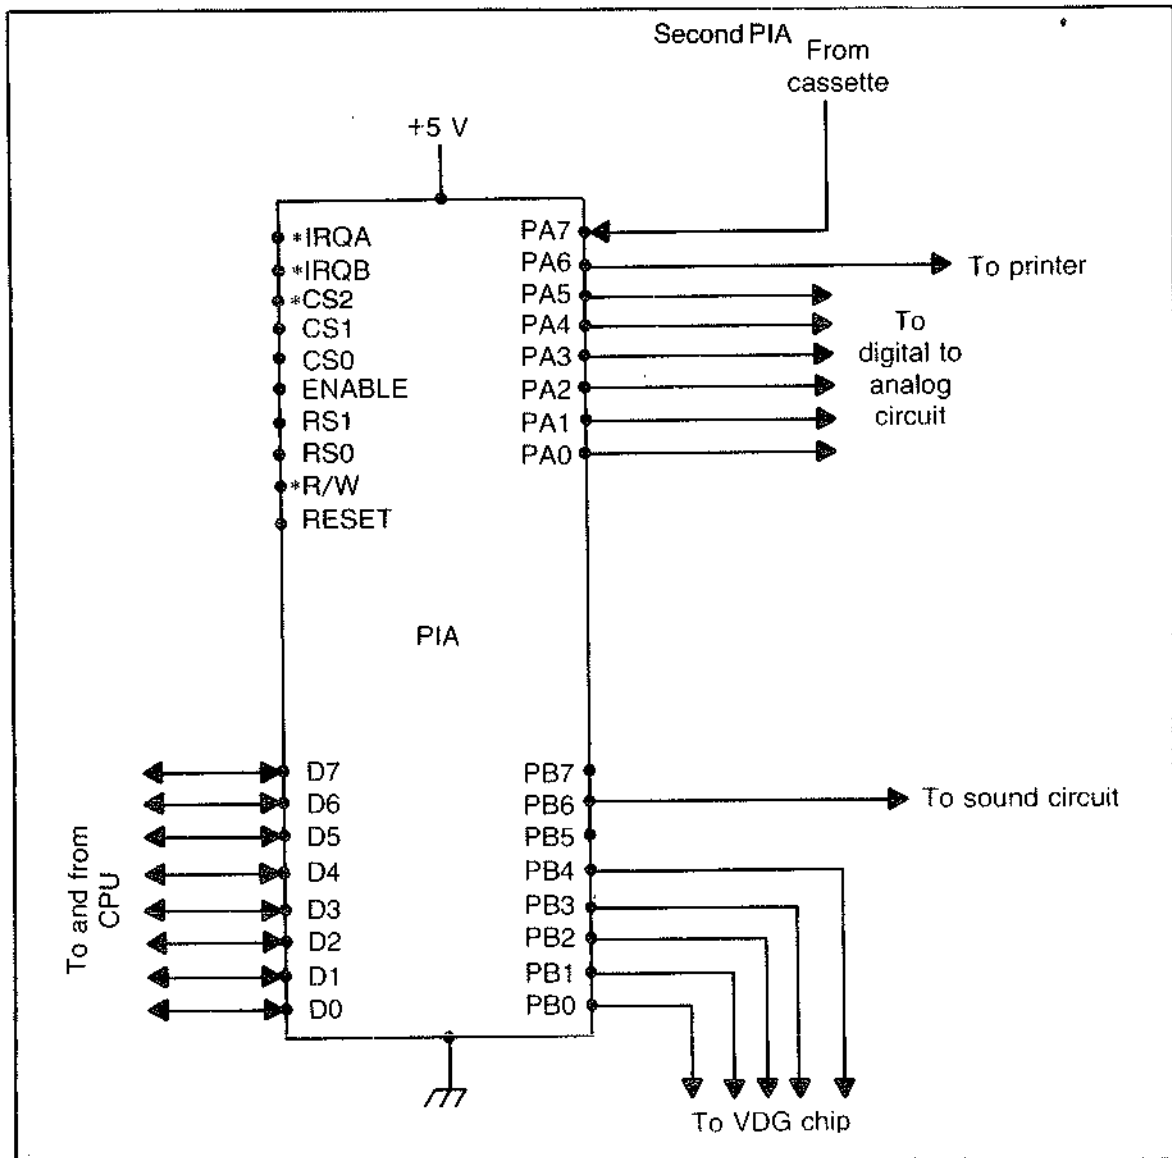 Second PIA
From
cassette
+5 V
*IRQA
*IRQB
*CS2
CS1
CS0
ENABLE
RS1
RS0
*R/W
RESET
PA7
PA6
PA5
PA4
PA3
PA2
PA1
PA0
To printer
To
digital to
analog
circuit
PIA
To and from
CPU
D7
D6
D5
D4
D3
D2
D1
D0
PB7
PB6
PB5
PB4
PB3
PB2
PB1
PB0
To sound circuit
To VDG chip